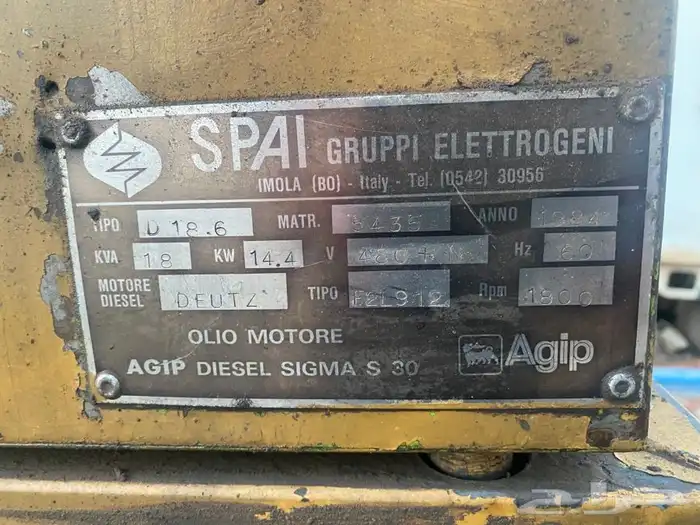 SPAI GRUPPI ELETTROGENI
IMOLA (BO) - Italy - Tel. (0542) 30956
TIPO D 18.6 MATR. 8435 ANNO
KVA 18 KW 14.4 V Hz 60
MOTORE DIESEL DEUTZ TIPO F2L912 Rpm 1800
OLIO MOTORE
AGIP DIESEL SIGMA S 30
Agip